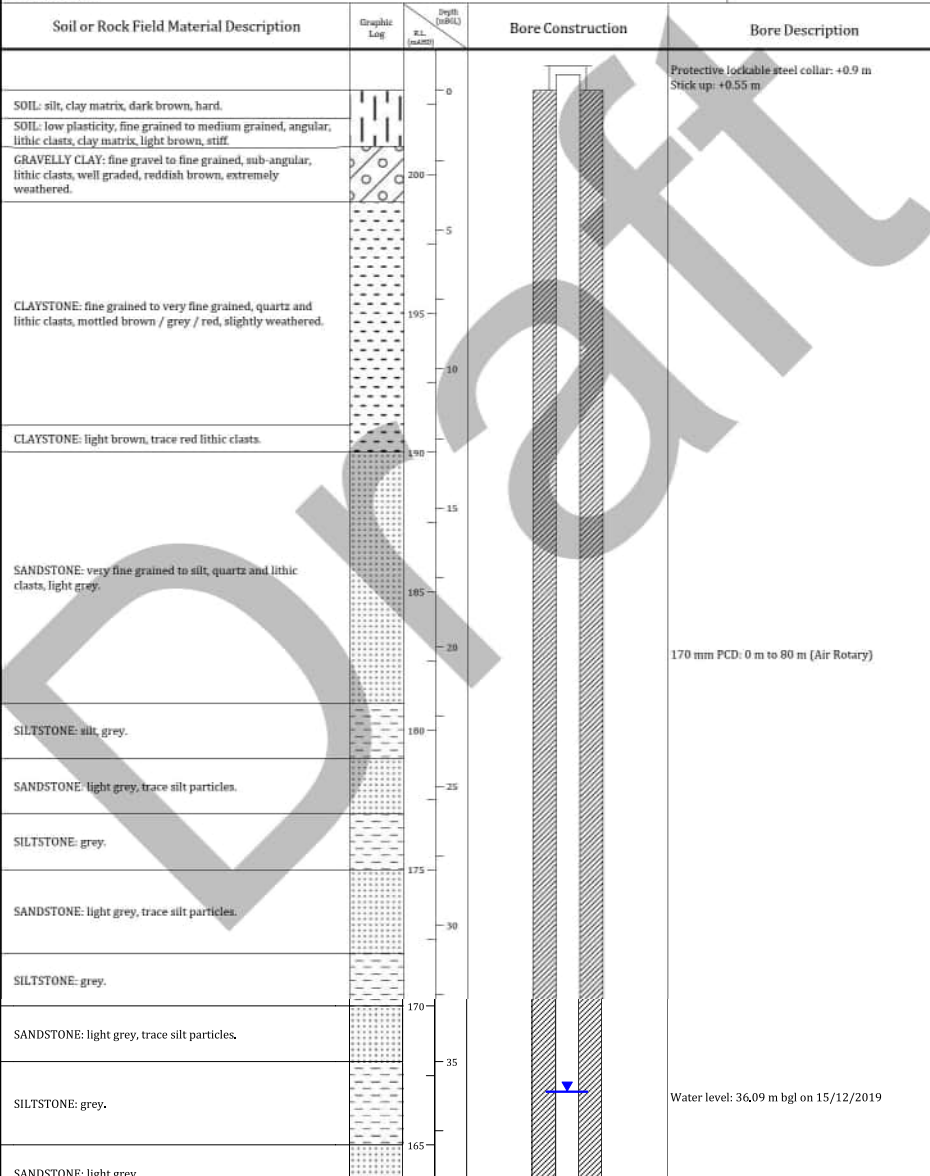 Soil or Rock Field Material Description
Graphic
Log
Depth
(mBGL)
R.L.
(mAHD)
Bore Construction
Bore Description
Protective lockable steel collar: +0.9 m
Stick up: +0.55 m
0
SOIL: silt, clay matrix, dark brown, hard.
SOIL: low plasticity, fine grained to medium grained, angular,
lithic clasts, clay matrix, light brown, stiff.
GRAVELLY CLAY: fine gravel to fine grained, sub-angular,
lithic clasts, well graded, reddish brown, extremely
weathered.
200
5
CLAYSTONE: fine grained to very fine grained, quartz and
lithic clasts, mottled brown / grey / red, slightly weathered.
195
10
CLAYSTONE: light brown, trace red lithic clasts.
190
15
SANDSTONE: very fine grained to silt, quartz and lithic
clasts, light grey.
185
20
170 mm PCD: 0 m to 80 m (Air Rotary)
SILTSTONE: silt, grey.
180
SANDSTONE: light grey, trace silt particles.
25
SILTSTONE: grey.
175
SANDSTONE: light grey, trace silt particles.
30
SILTSTONE: grey.
170
SANDSTONE: light grey, trace silt particles.
35
SILTSTONE: grey.
Water level: 36.09 m bgl on 15/12/2019
165
SANDSTONE: light grey
Draft